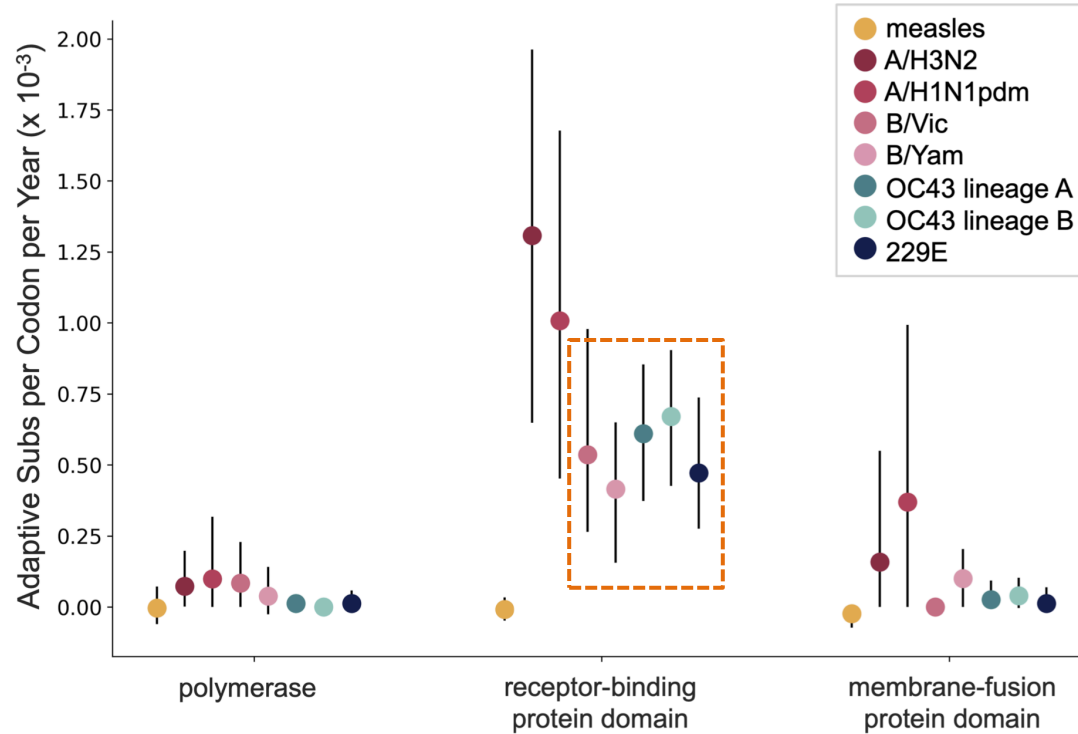 Adaptive Subs per Codon per Year (x 10⁻³)
2.00
1.75
1.50
1.25
1.00
0.75
0.50
0.25
0.00
measles
A/H3N2
A/H1N1pdm
B/Vic
B/Yam
OC43 lineage A
OC43 lineage B
229E
polymerase
receptor-binding
protein domain
membrane-fusion
protein domain